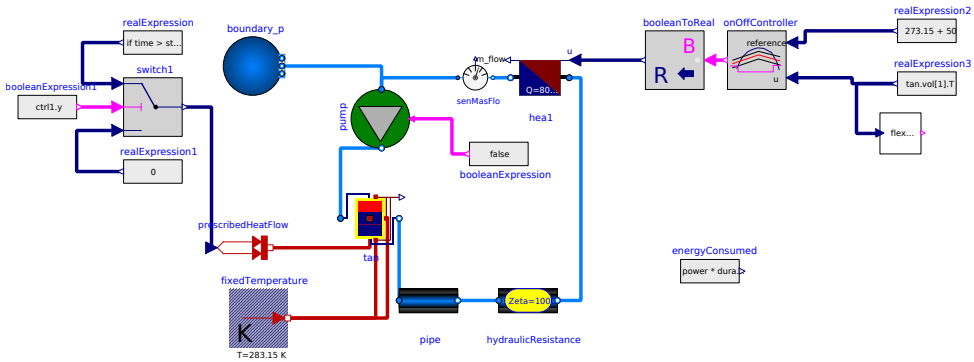 realExpression
if time > st...
boundary_p
booleanToReal
onOffController
realExpression2
273.15 + 50
reference
u
B
R
m_flow
u
senMasFlo
Q=80...
hea1
realExpression3
tan.vol[1].T
flex...
switch1
booleanExpression1
ctrl1.y
realExpression1
0
pump
false
booleanExpression
prescribedHeatFlow
tan
energyConsumed
power * dura...
fixedTemperature
K
T=283.15 K
pipe
Zeta=100
hydraulicResistance